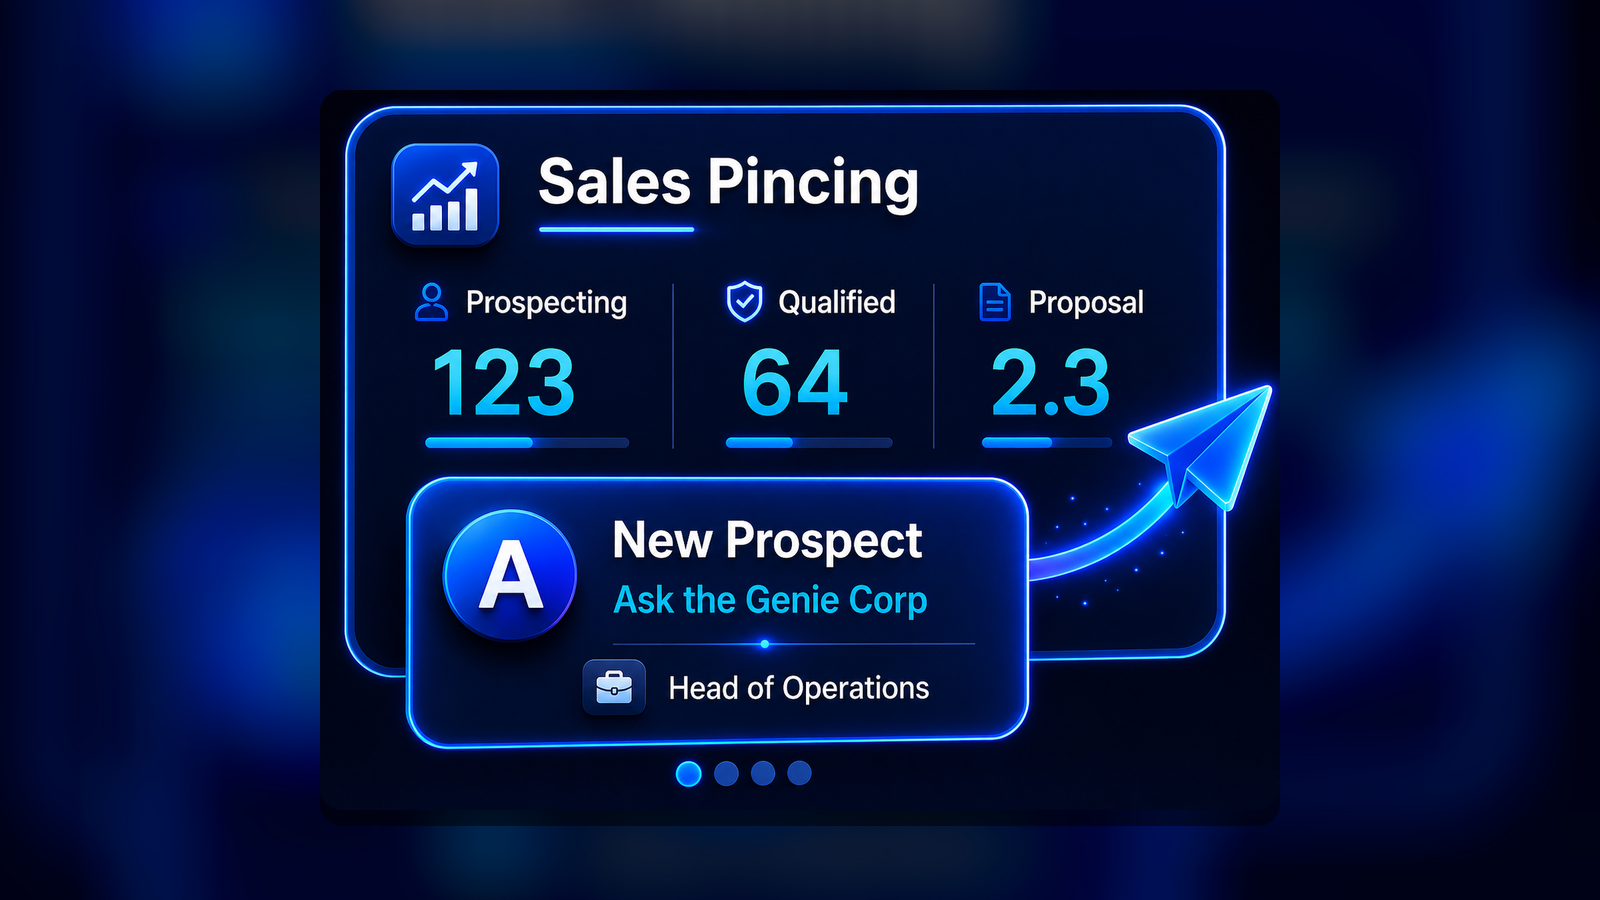 Sales Pincing
Prospecting
Qualified
Proposal
123
64
2.3
A
New Prospect
Ask the Genie Corp
Head of Operations